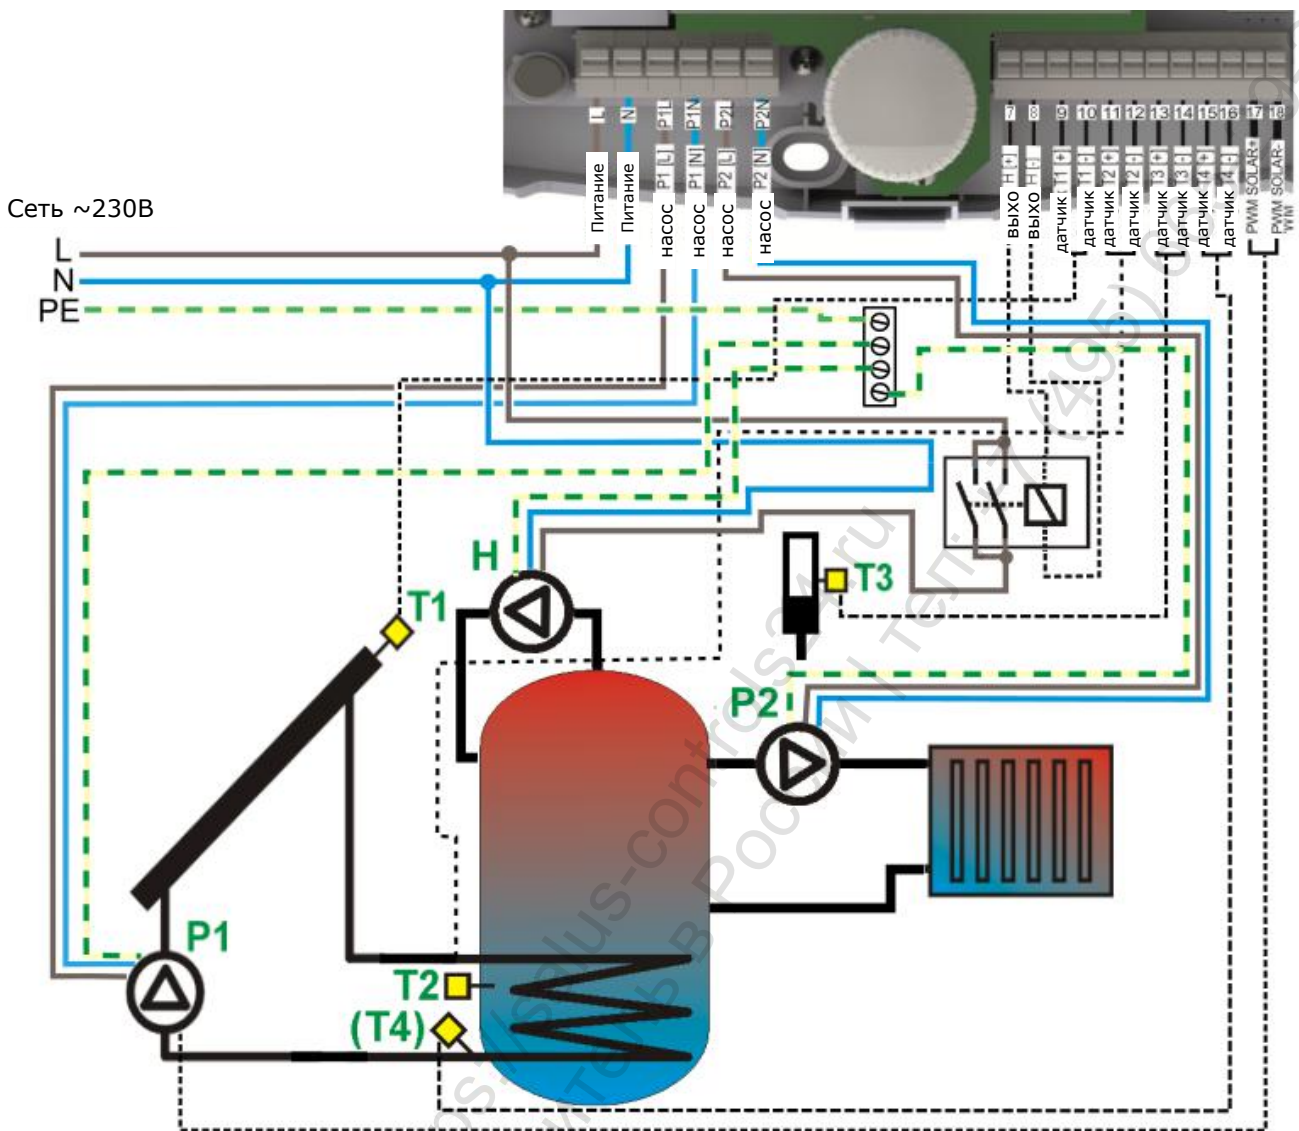 L
N
P1L
P1N
P2L
P2N
7
8
9
10
11
12
13
14
15
16
17
18
Питание
Питание
P1 [L]
насос
P1 [N]
насос
P2 [L]
насос
P2 [N]
насос
H [+]
выхо
H [-]
выхо
T1 [+]
датчик
T1 [-]
датчик
T2 [+]
датчик
T2 [-]
датчик
T3 [+]
датчик
T3 [-]
датчик
T4 [+]
датчик
T4 [-]
датчик
PWM SOLAR+
PWM SOLAR-
Сеть ~230В
L
N
PE
H
T1
T3
P2
P1
T2
(T4)